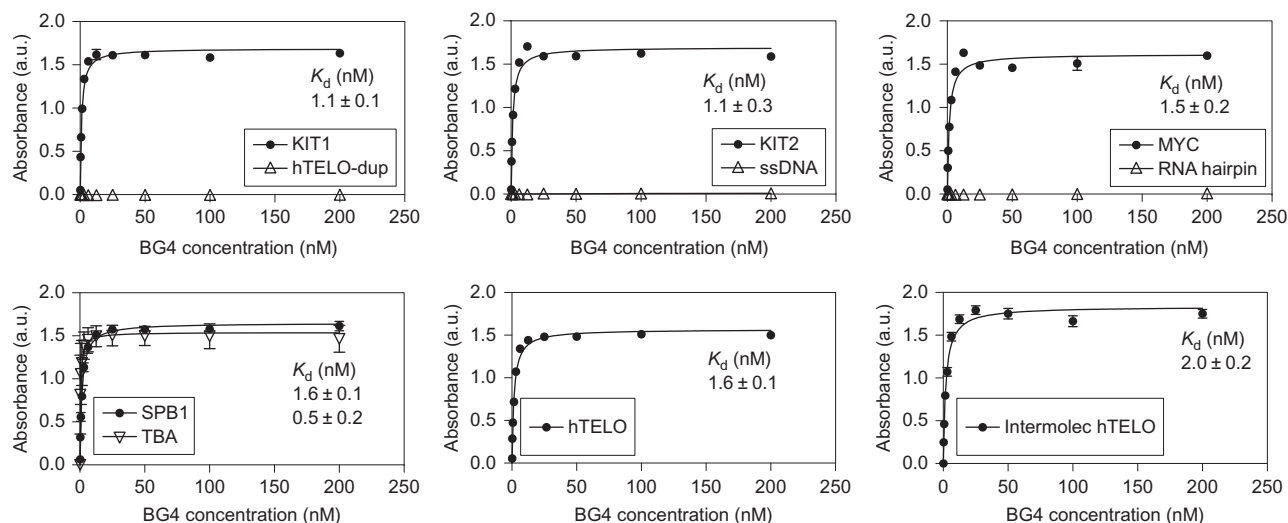 2.0
1.5
1.0
0.5
0.0
Absorbance (a.u.)
K_d (nM)
1.1 ± 0.1
KIT1
hTELO-dup
0 50 100 150 200 250
BG4 concentration (nM)
2.0
1.5
1.0
0.5
0.0
Absorbance (a.u.)
K_d (nM)
1.1 ± 0.3
KIT2
ssDNA
0 50 100 150 200 250
BG4 concentration (nM)
2.0
1.5
1.0
0.5
0.0
Absorbance (a.u.)
K_d (nM)
1.5 ± 0.2
MYC
RNA hairpin
0 50 100 150 200 250
BG4 concentration (nM)
2.0
1.5
1.0
0.5
0.0
Absorbance (a.u.)
K_d (nM)
1.6 ± 0.1
0.5 ± 0.2
SPB1
TBA
0 50 100 150 200 250
BG4 concentration (nM)
2.0
1.5
1.0
0.5
0.0
Absorbance (a.u.)
K_d (nM)
1.6 ± 0.1
hTELO
0 50 100 150 200 250
BG4 concentration (nM)
2.0
1.5
1.0
0.5
0.0
Absorbance (a.u.)
K_d (nM)
2.0 ± 0.2
Intermolec hTELO
0 50 100 150 200 250
BG4 concentration (nM)